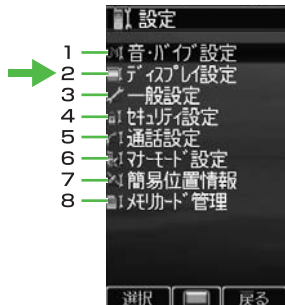 設定
1 音・バイブ設定
2 ディスプレイ設定
3 一般設定
4 セキュリティ設定
5 通話設定
6 マナーモード設定
7 簡易位置情報
8 メモリカード管理
選択 戻る